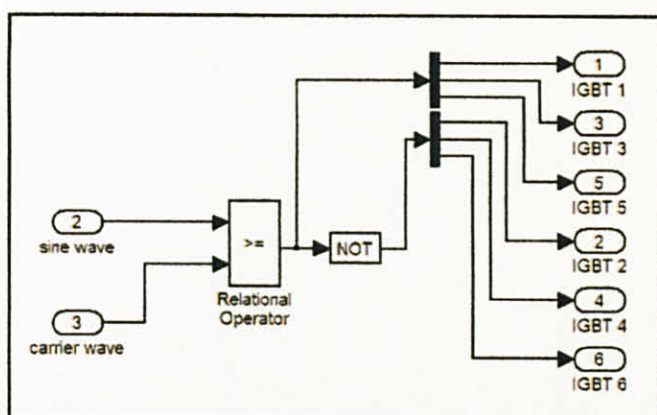 1
IGBT 1
3
IGBT 3
5
IGBT 5
2
sine wave
>=
NOT
2
IGBT 2
Relational
Operator
3
carrier wave
4
IGBT 4
6
IGBT 6